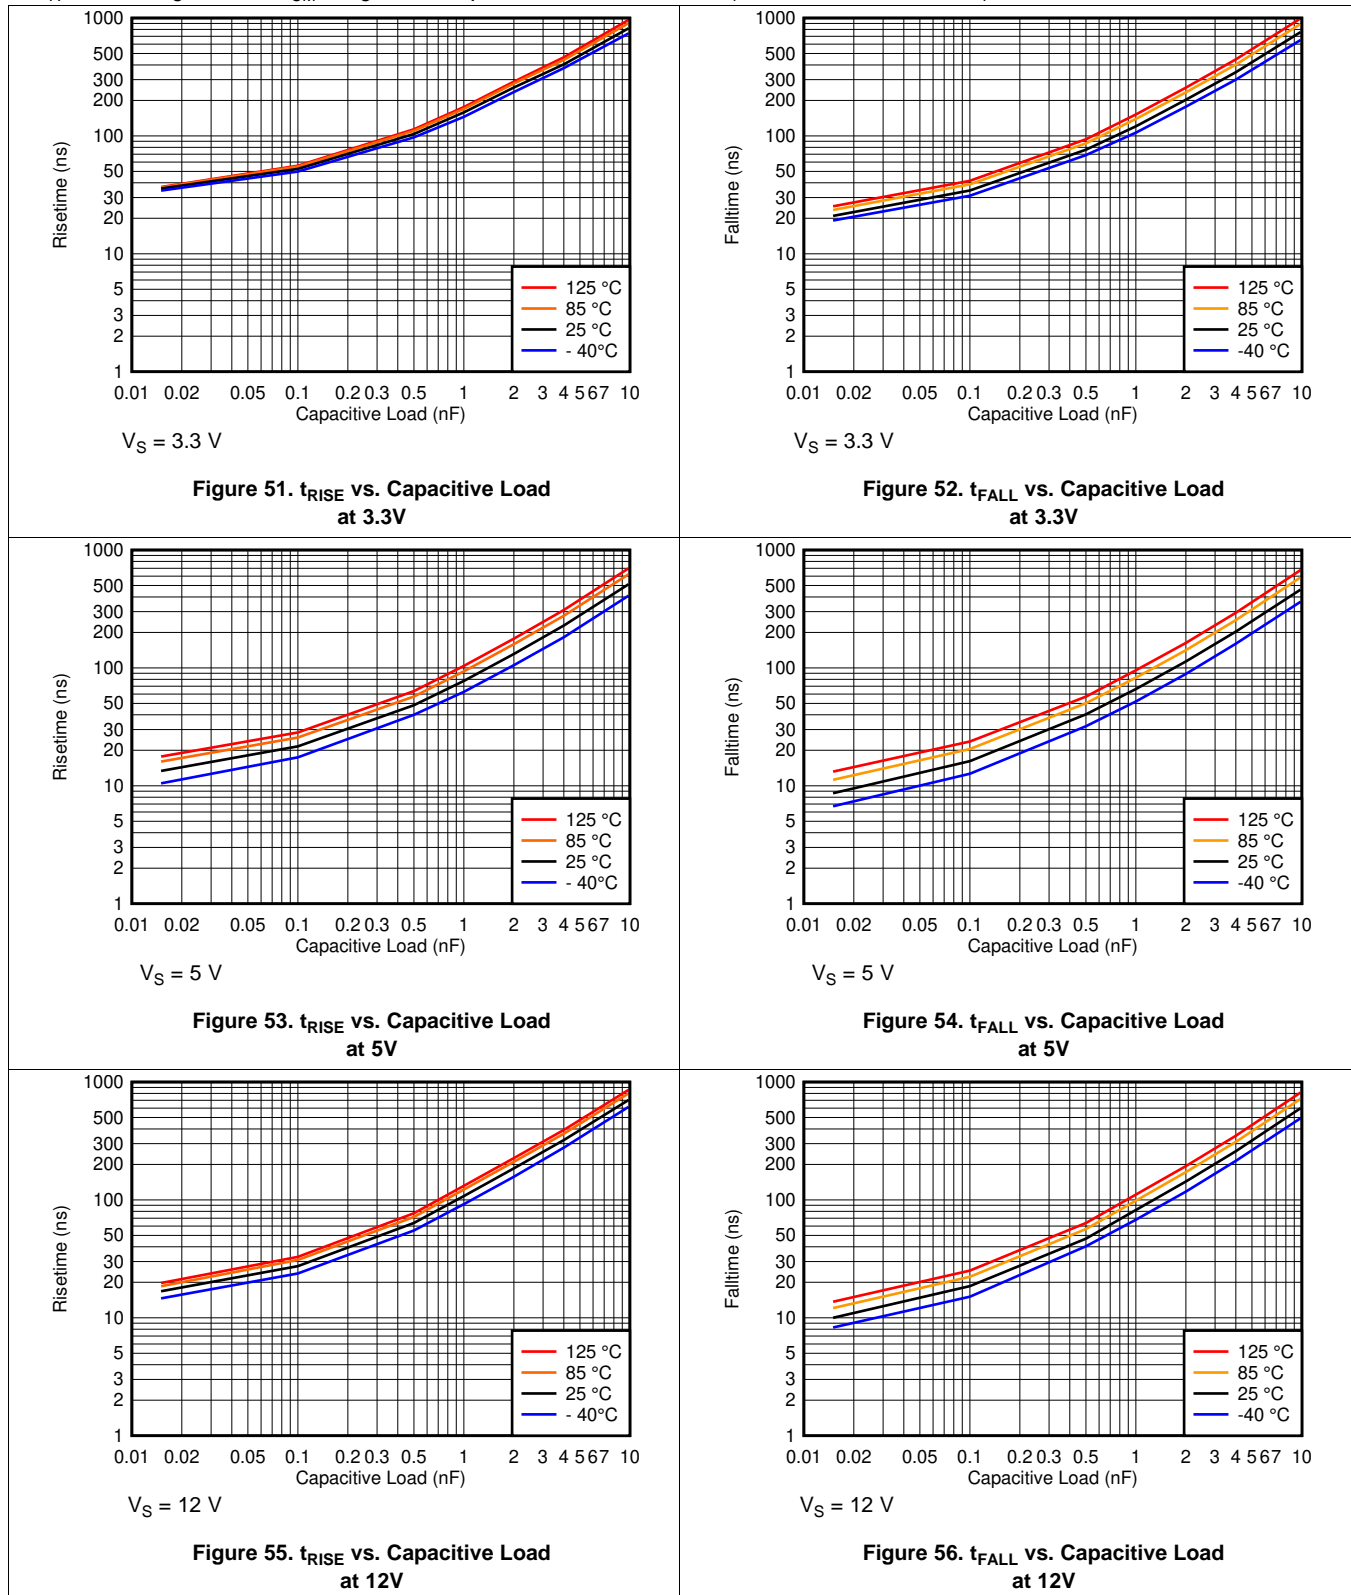 1000
500
300
200
100
50
30
20
10
5
3
2
1
Risetime (ns)
125 °C
85 °C
25 °C
- 40°C
0.01 0.02 0.05 0.1 0.2 0.3 0.5 1 2 3 4 5 6 7 10
Capacitive Load (nF)
VS = 3.3 V
Figure 51. tRISE vs. Capacitive Load
at 3.3V
1000
500
300
200
100
50
30
20
10
5
3
2
1
Falltime (ns)
125 °C
85 °C
25 °C
-40 °C
0.01 0.02 0.05 0.1 0.2 0.3 0.5 1 2 3 4 5 6 7 10
Capacitive Load (nF)
VS = 3.3 V
Figure 52. tFALL vs. Capacitive Load
at 3.3V
1000
500
300
200
100
50
30
20
10
5
3
2
1
Risetime (ns)
125 °C
85 °C
25 °C
- 40°C
0.01 0.02 0.05 0.1 0.2 0.3 0.5 1 2 3 4 5 6 7 10
Capacitive Load (nF)
VS = 5 V
Figure 53. tRISE vs. Capacitive Load
at 5V
1000
500
300
200
100
50
30
20
10
5
3
2
1
Falltime (ns)
125 °C
85 °C
25 °C
-40 °C
0.01 0.02 0.05 0.1 0.2 0.3 0.5 1 2 3 4 5 6 7 10
Capacitive Load (nF)
VS = 5 V
Figure 54. tFALL vs. Capacitive Load
at 5V
1000
500
300
200
100
50
30
20
10
5
3
2
1
Risetime (ns)
125 °C
85 °C
25 °C
- 40°C
0.01 0.02 0.05 0.1 0.2 0.3 0.5 1 2 3 4 5 6 7 10
Capacitive Load (nF)
VS = 12 V
Figure 55. tRISE vs. Capacitive Load
at 12V
1000
500
300
200
100
50
30
20
10
5
3
2
1
Falltime (ns)
125 °C
85 °C
25 °C
-40 °C
0.01 0.02 0.05 0.1 0.2 0.3 0.5 1 2 3 4 5 6 7 10
Capacitive Load (nF)
VS = 12 V
Figure 56. tFALL vs. Capacitive Load
at 12V